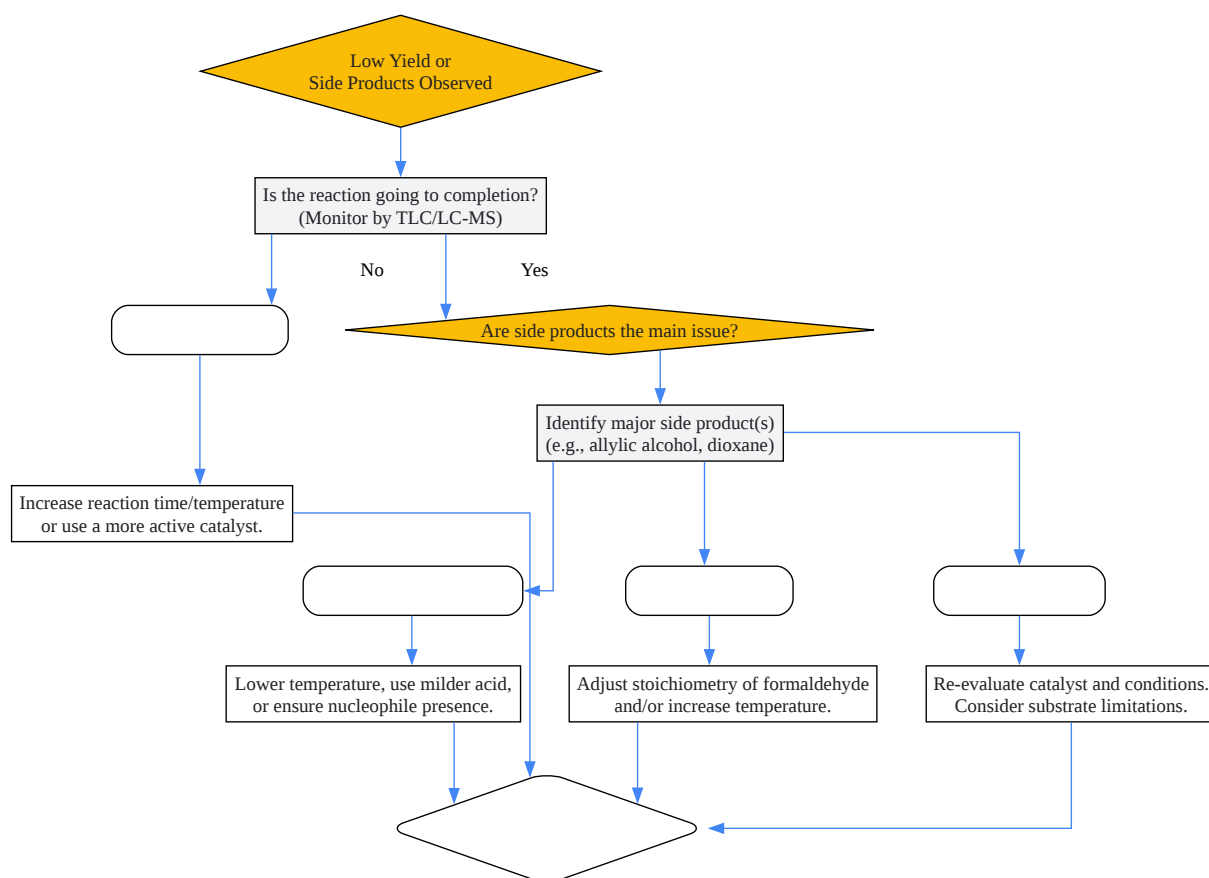 Low Yield or
Side Products Observed
Is the reaction going to completion?
(Monitor by TLC/LC-MS)
No
Yes
Are side products the main issue?
Identify major side product(s)
(e.g., allylic alcohol, dioxane)
Increase reaction time/temperature
or use a more active catalyst.
Lower temperature, use milder acid,
or ensure nucleophile presence.
Adjust stoichiometry of formaldehyde
and/or increase temperature.
Re-evaluate catalyst and conditions.
Consider substrate limitations.